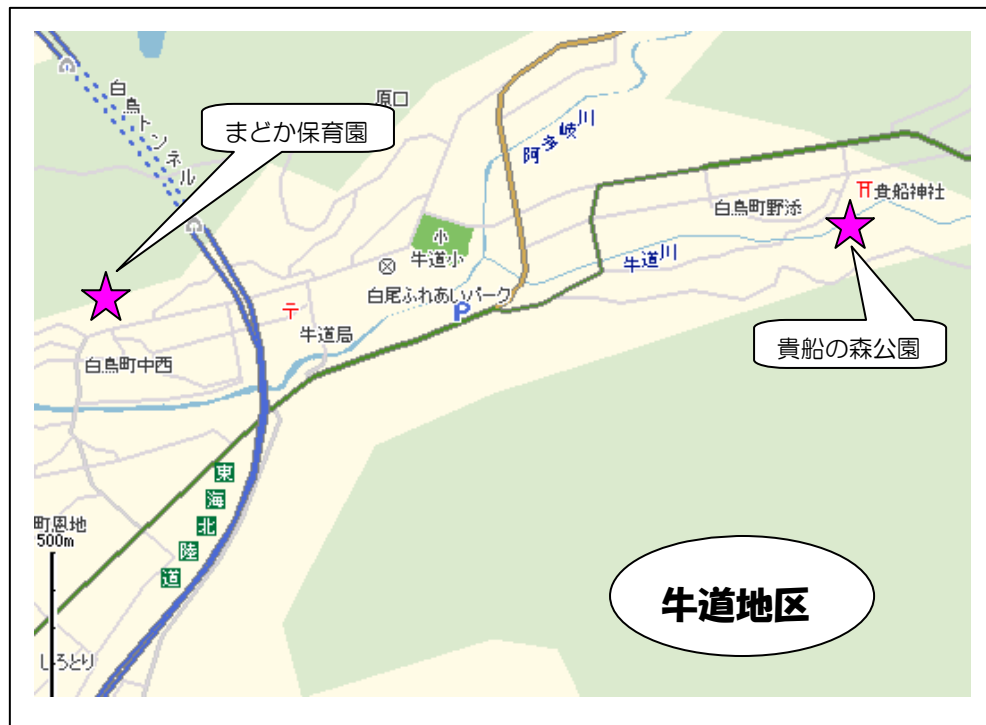 白鳥トンネル
原口
まどか保育園
阿多岐川
小
牛道小
白鳥町野添
貴船神社
牛道川
白尾ふれあいパーク
P
〒
牛道局
貴船の森公園
白鳥町中西
東海北陸道
町恩地
500m
牛道地区
しろとり